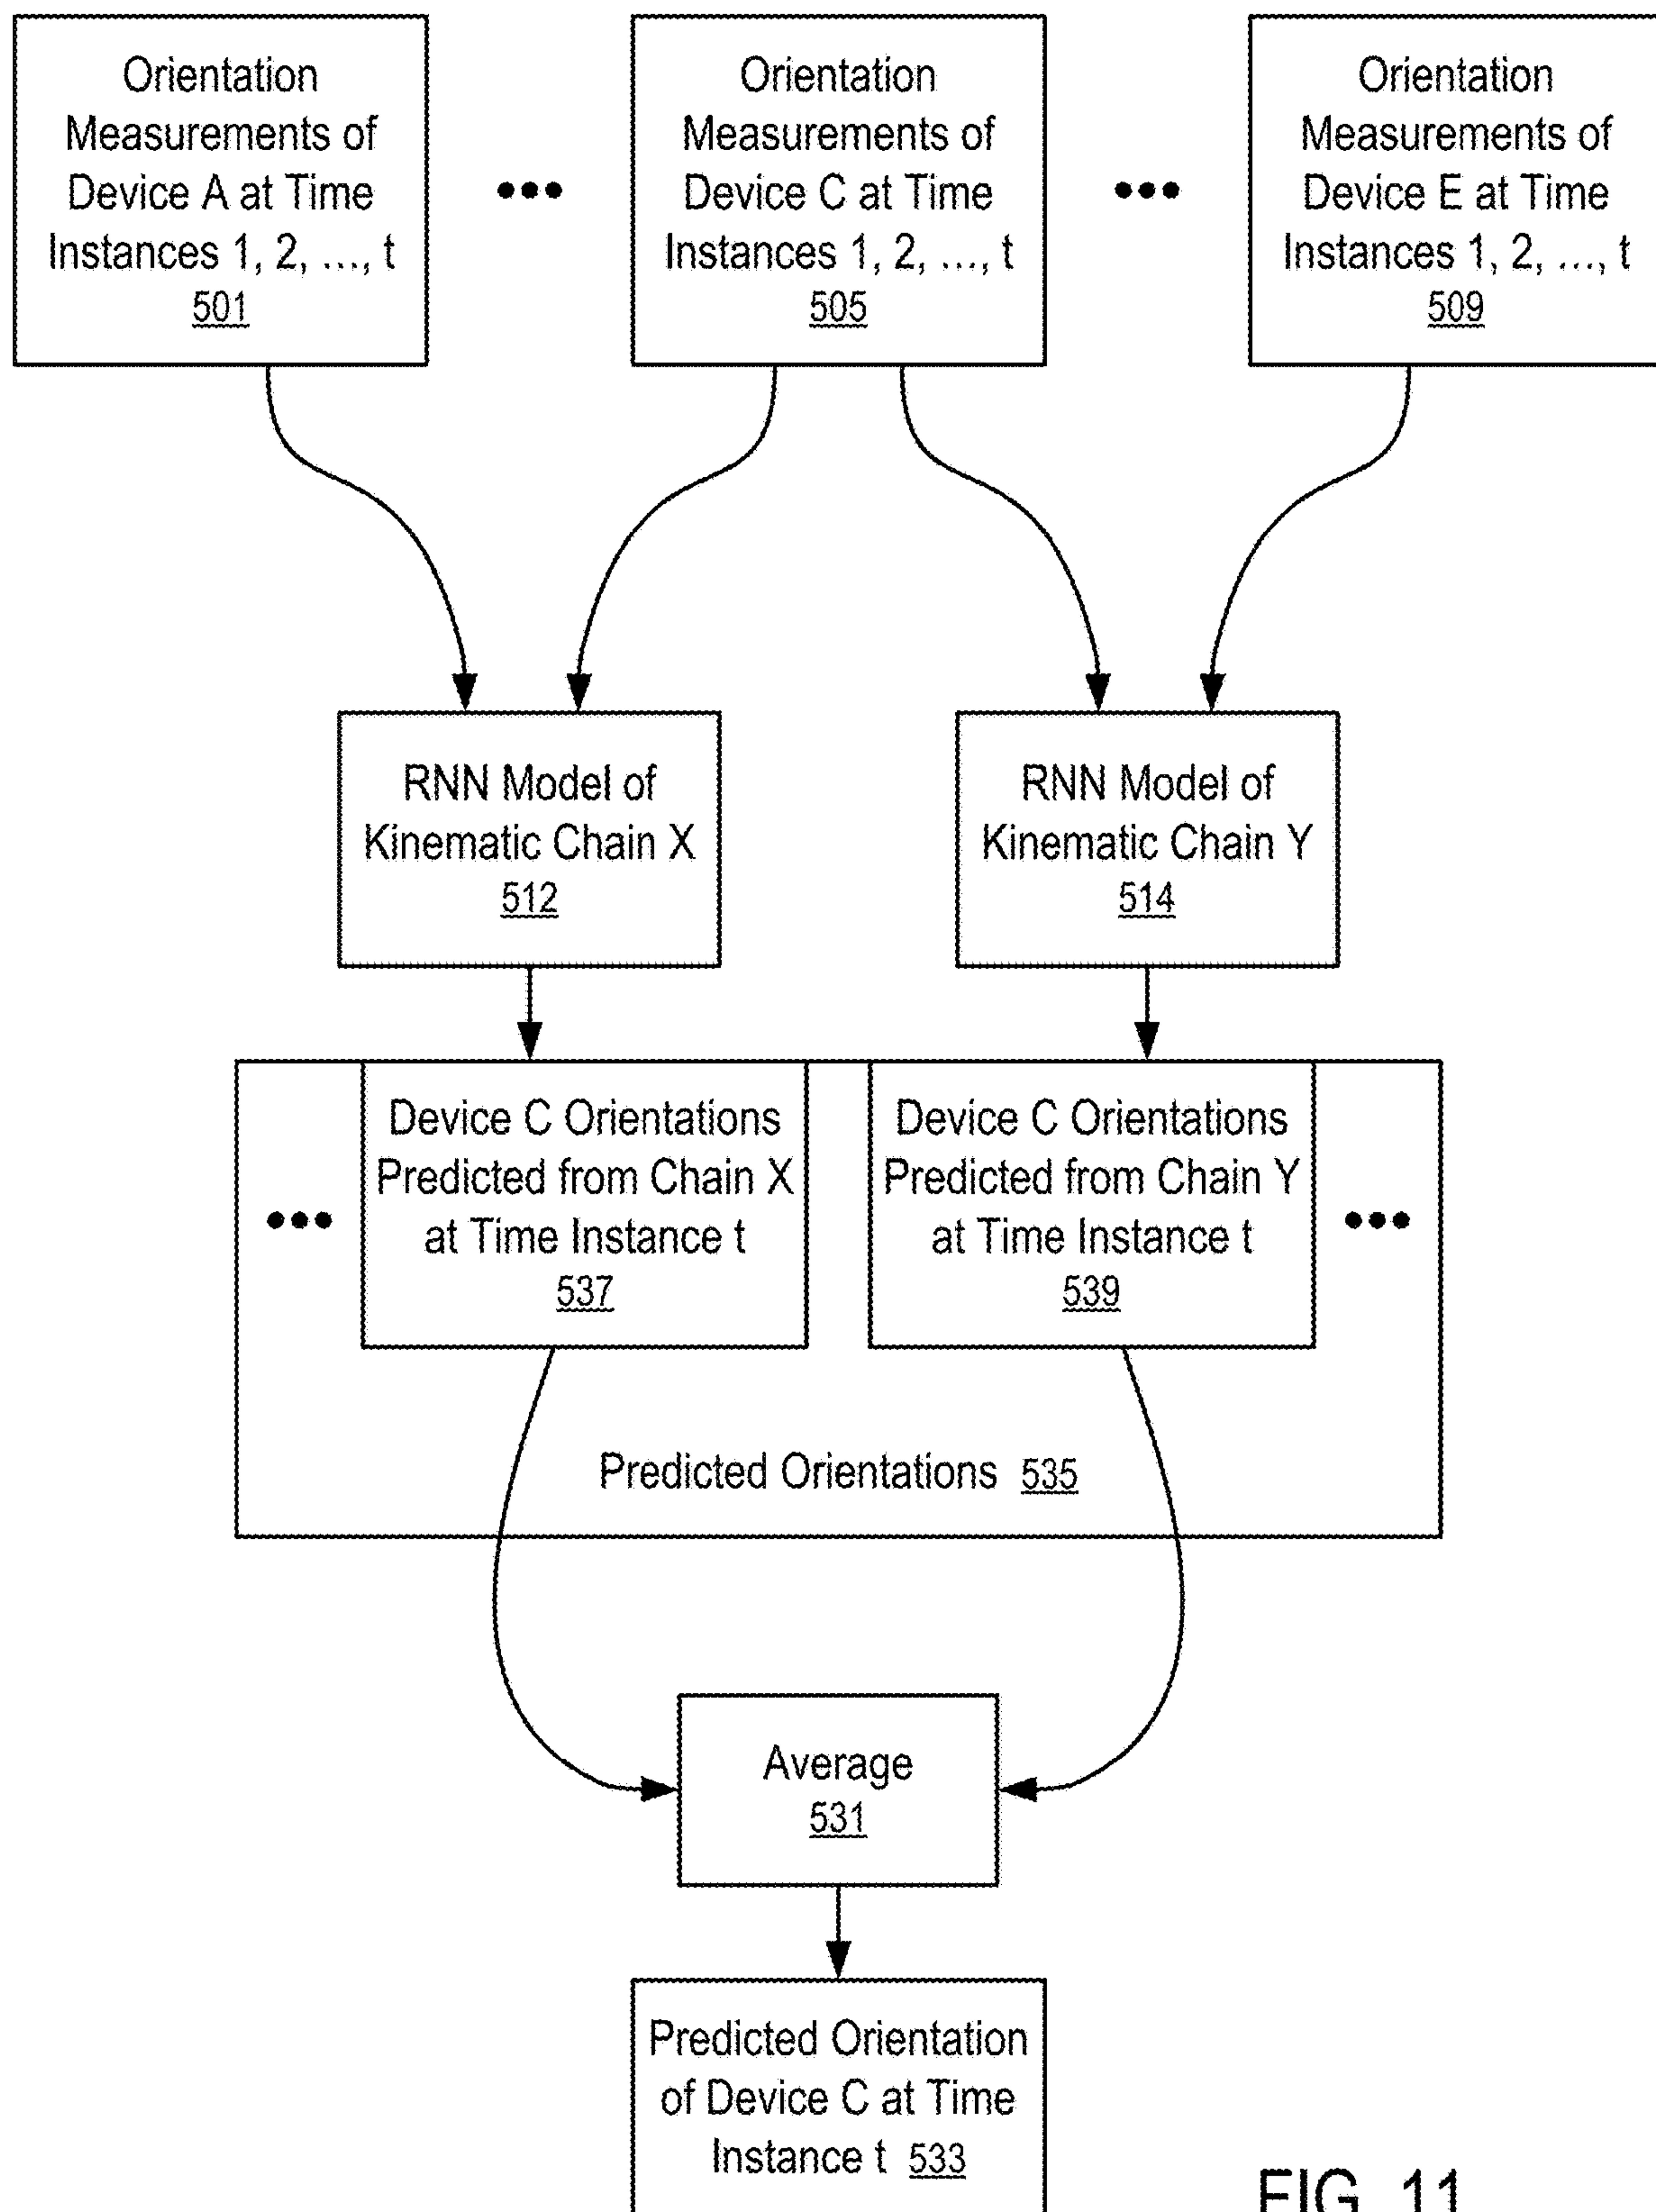 Orientation
Measurements of
Device A at Time
Instances 1, 2, ..., t
501
Orientation
Measurements of
Device C at Time
Instances 1, 2, ..., t
505
Orientation
Measurements of
Device E at Time
Instances 1, 2, ..., t
509
RNN Model of
Kinematic Chain X
512
RNN Model of
Kinematic Chain Y
514
Device C Orientations
Predicted from Chain X
at Time Instance t
537
Device C Orientations
Predicted from Chain Y
at Time Instance t
539
Predicted Orientations 535
Average
531
Predicted Orientation
of Device C at Time
Instance t 533
FIG. 11